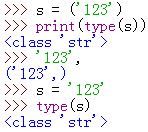 >>> s = ('123')
>>> print(type(s))
<class 'str'>
>>> '123',
('123',)
>>> s = '123'
>>> type(s)
<class 'str'>